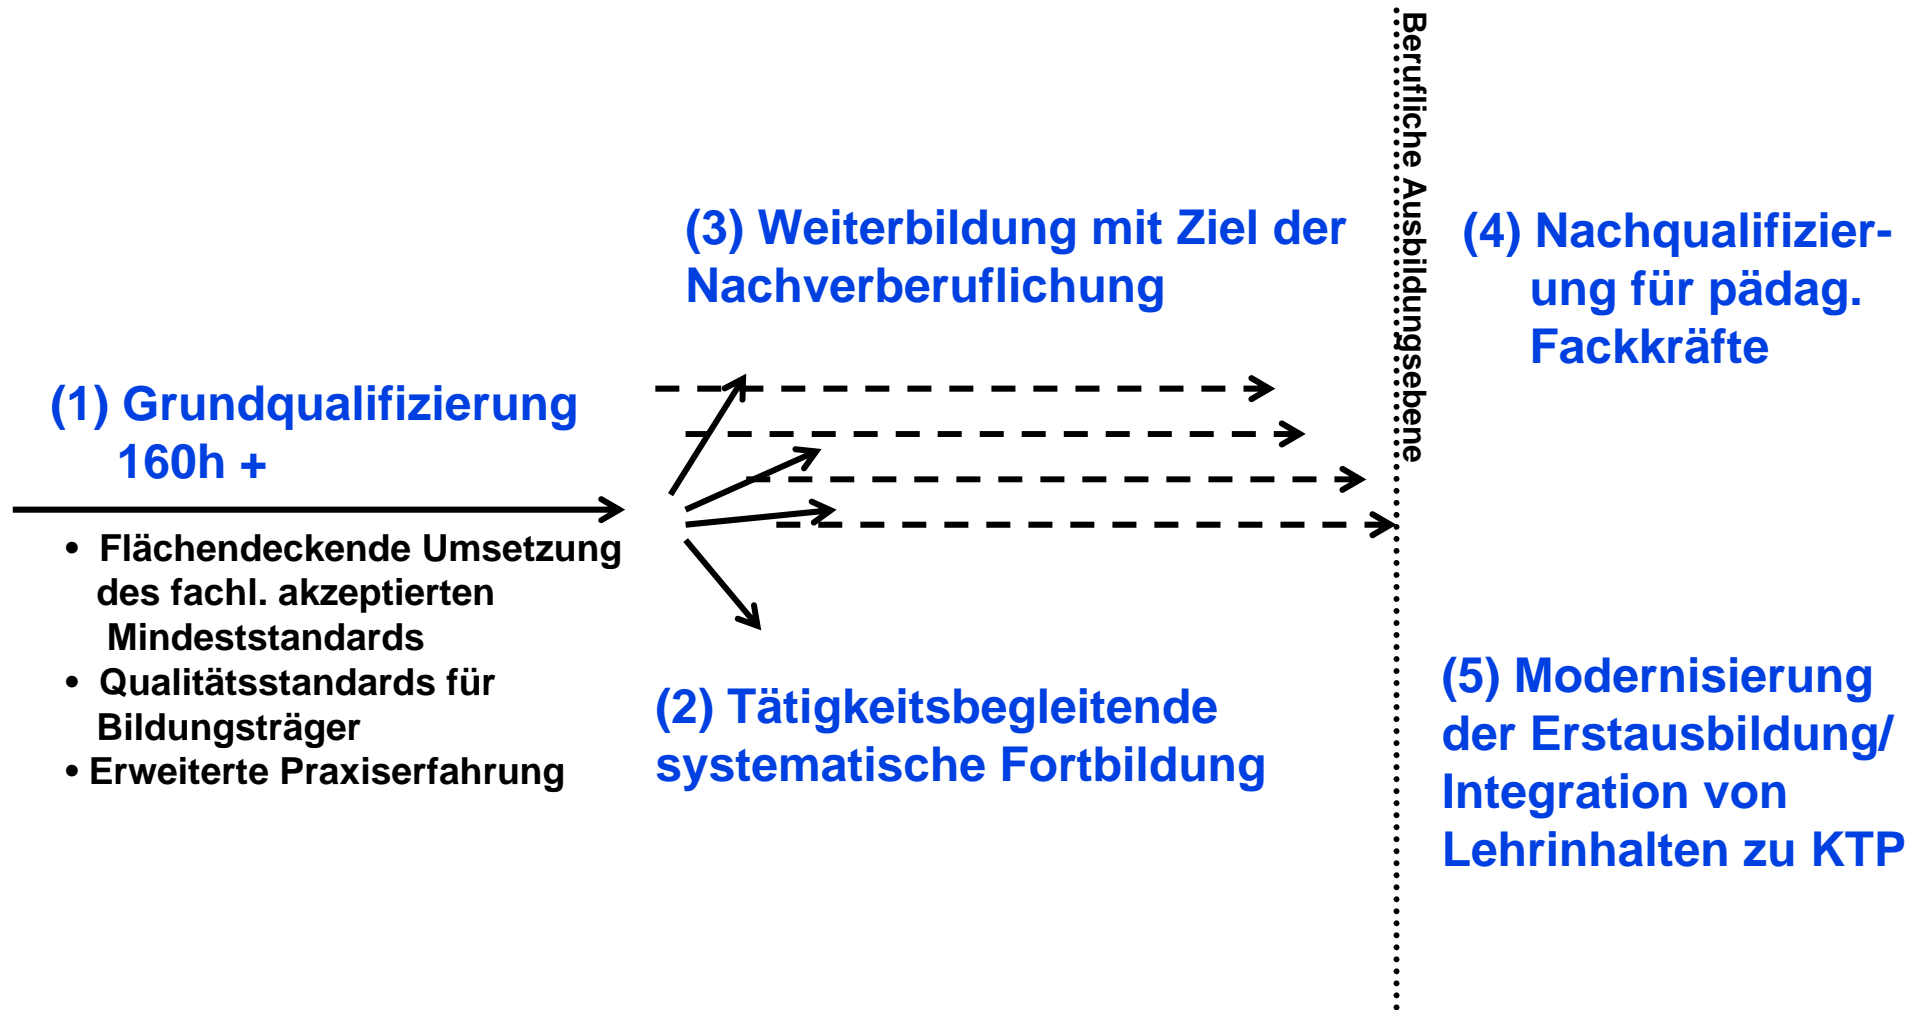 (1) Grundqualifizierung
160h +
• Flächendeckende Umsetzung
des fachl. akzeptierten
Mindeststandards
• Qualitätsstandards für
Bildungsträger
• Erweiterte Praxiserfahrung
(3) Weiterbildung mit Ziel der
Nachverberuflichung
(2) Tätigkeitsbegleitende
systematische Fortbildung
Berufliche Ausbildungsebene
(4) Nachqualifizier-
ung für pädag.
Fackkräfte
(5) Modernisierung
der Erstausbildung/
Integration von
Lehrinhalten zu KTP